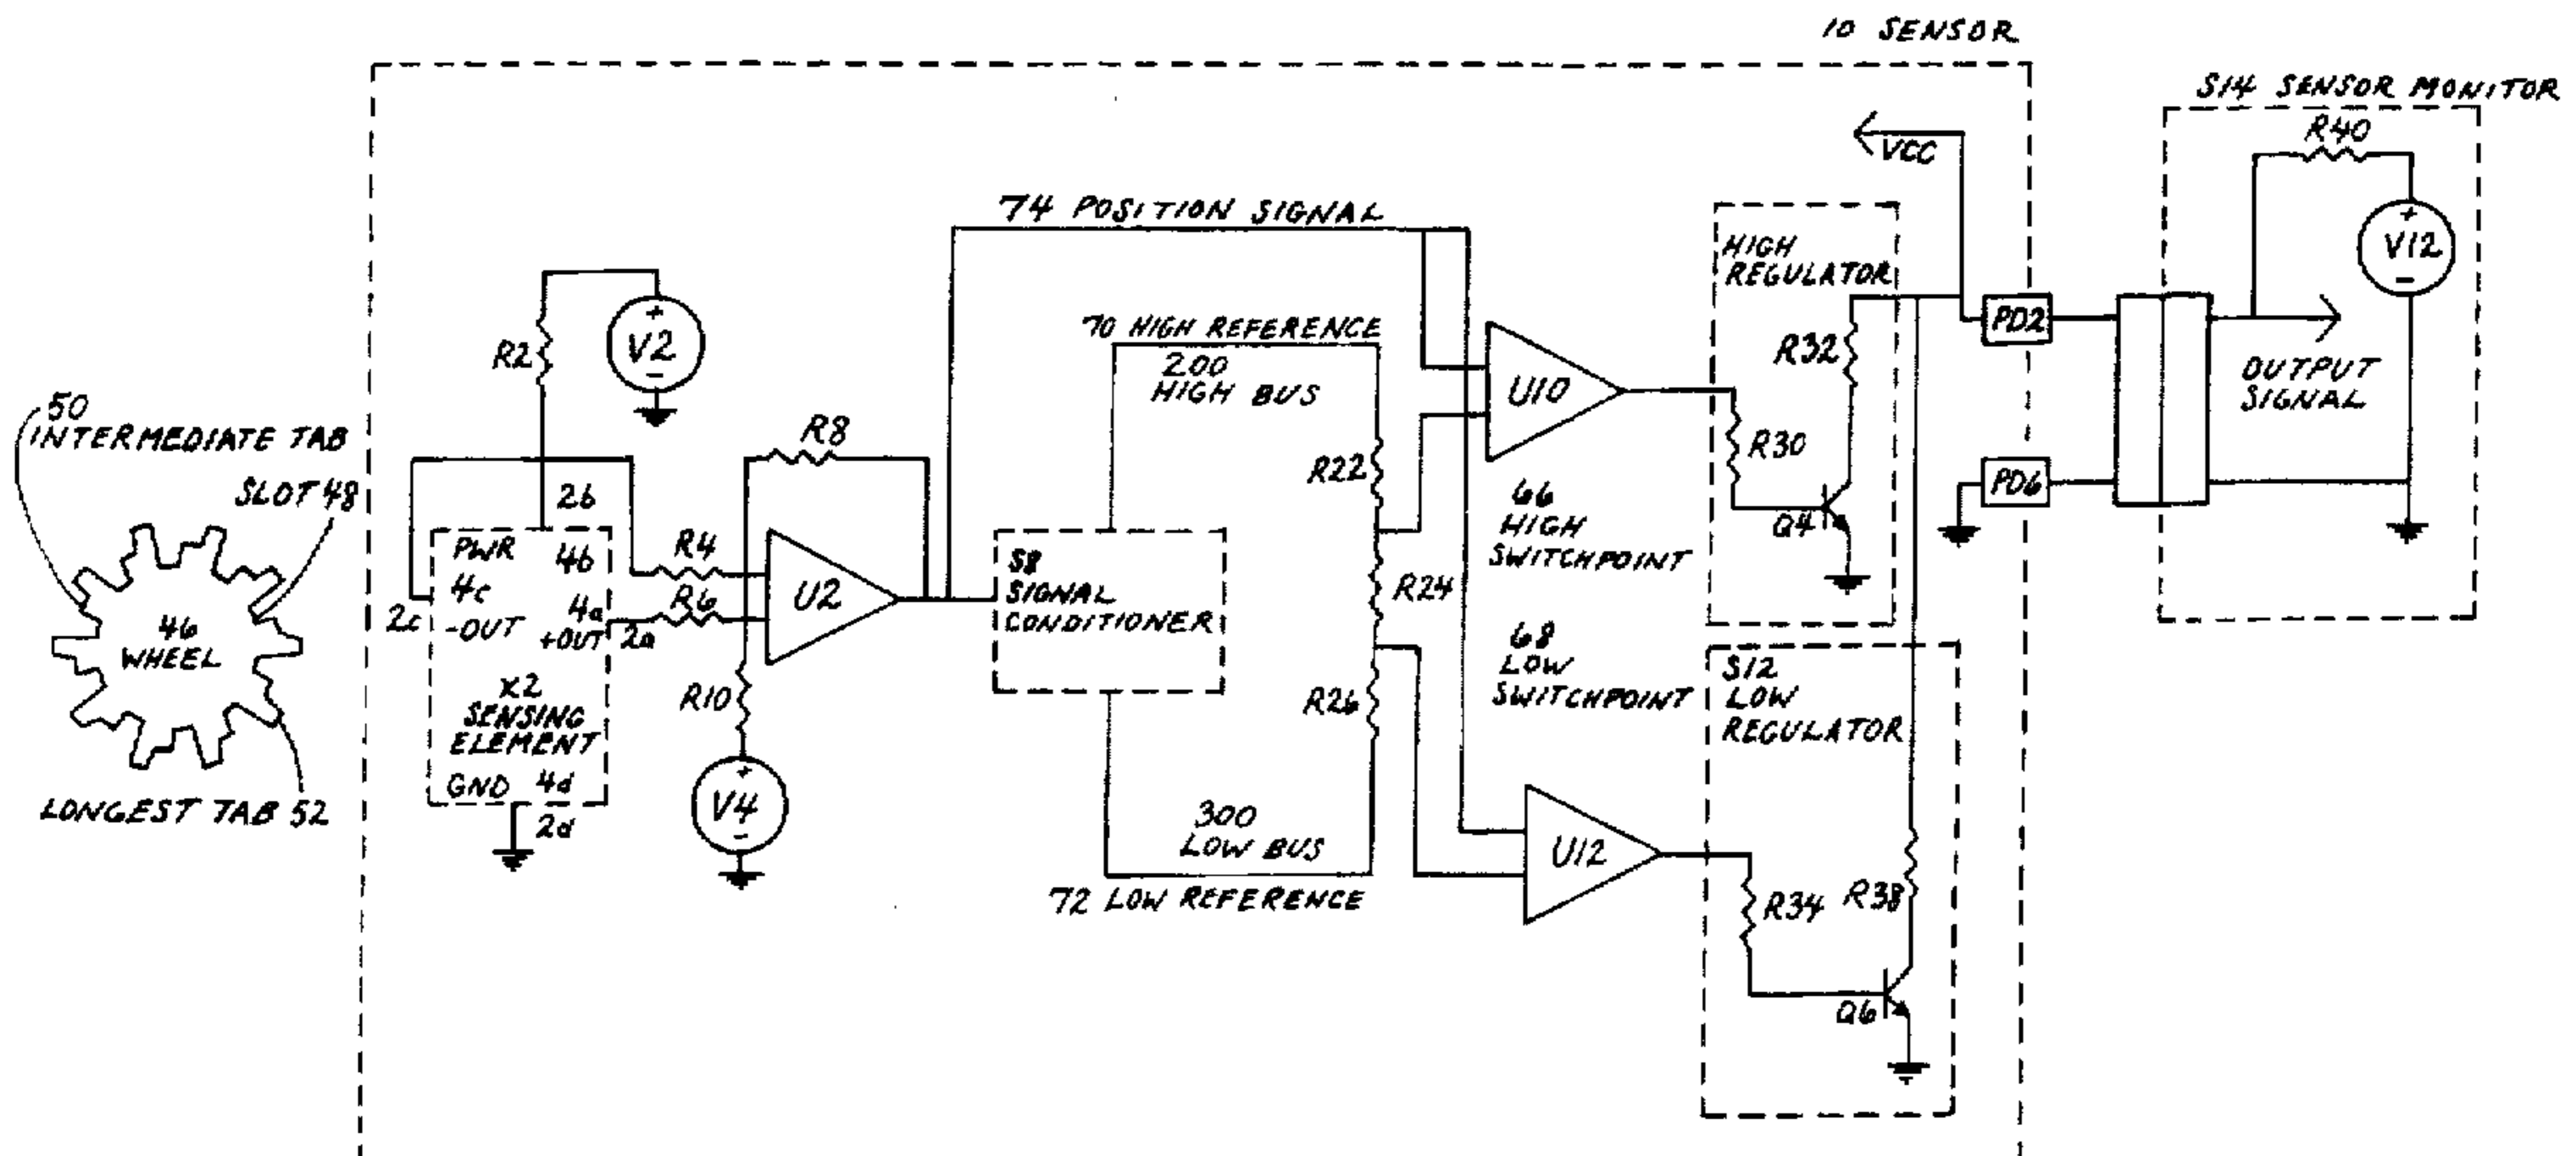 10 SENSOR
S14 SENSOR MONITOR
R40
VCC
V12
+
-
74 POSITION SIGNAL
HIGH
REGULATOR
PD2
OUTPUT
SIGNAL
PD6
R2
V2
+
-
70 HIGH REFERENCE
200
HIGH BUS
U10
R32
R30
Q4
50
INTERMEDIATE TAB
SLOT 48
R8
R22
66
HIGH
SWITCHPOINT
2b
PWR
4b
4c
4a
-OUT
+OUT
2c
2a
R4
R6
U2
S8
SIGNAL
CONDITIONER
R24
46
WHEEL
X2
SENSING
ELEMENT
GND
4d
2d
R10
V4
+
-
R26
68
LOW
SWITCHPOINT
S12
LOW
REGULATOR
LONGEST TAB 52
300
LOW BUS
72 LOW REFERENCE
U12
R34
R38
Q6